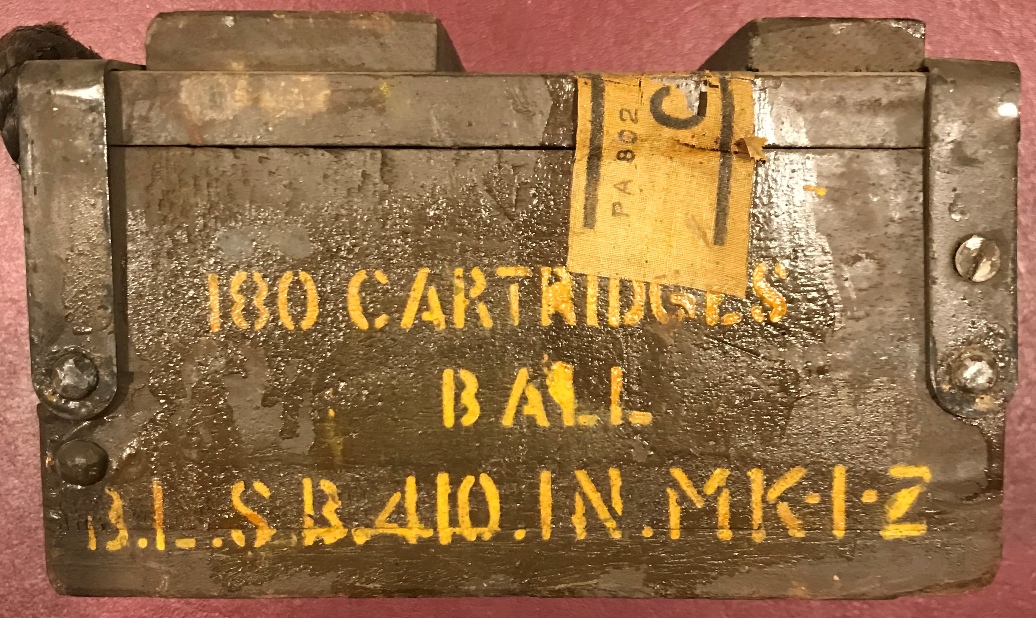 C
PA 802
180 CARTRIDGES
BALL
B.L.S.B.410.IN.MK-I-Z